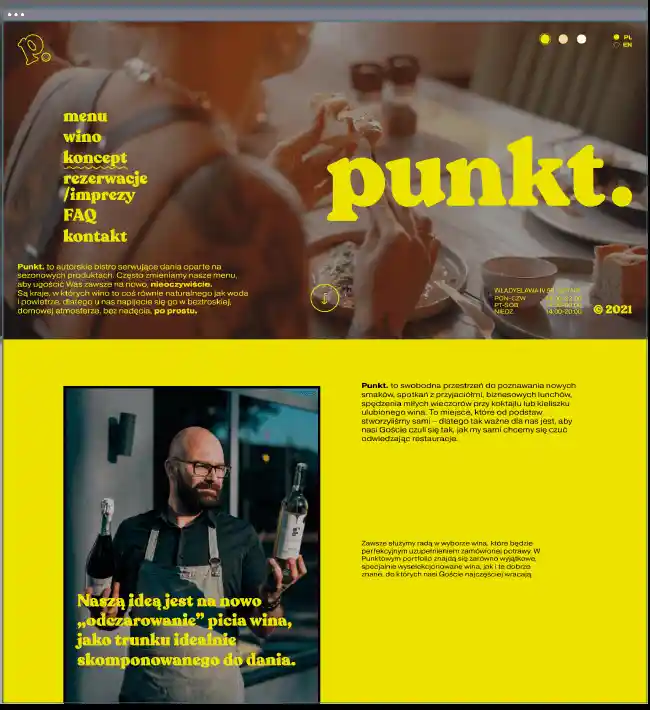 p.
PL
EN
menu
wino
koncept
rezerwacje
/imprezy
FAQ
kontakt
punkt.
Punkt. to autorskie bistro serwujące dania oparte na
sezonowych produktach. Często zmieniamy nasze menu,
aby ugościć Was zawsze na nowo, nieoczywiście.
Są kraje, w których wino to coś równie naturalnego jak woda
i powietrze, dlatego u nas napijecie się go w beztroskiej,
domowej atmosferze, bez nadęcia, po prostu.
WŁADYSŁAWA IV
PON-CZW
PT-SOB
NIEDZ. 14:00-20:00
© 2021
Punkt. to swobodna przestrzeń do poznawania nowych
smaków, spotkań z przyjaciółmi, biznesowych lunchów,
spędzenia miłych wieczorów przy koktajlu lub kieliszku
ulubionego wina. To miejsce, które od podstaw
stworzyliśmy sami – dlatego tak ważne dla nas jest, aby
nasi Goście czuli się tak, jak my sami chcemy się czuć
odwiedzając restauracje.
Zawsze służymy radą w wyborze wina, które będzie
perfekcyjnym uzupełnieniem zamówionej potrawy. W
Punktowym portfolio znajdą się zarówno wyjątkowe,
specjalnie wyselekcjonowane wina, jak i te dobrze
znane, do których nasi Goście najczęściej wracają.
Naszą ideą jest na nowo
„odczarowanie” picia wina,
jako trunku idealnie
skomponowanego do dania.